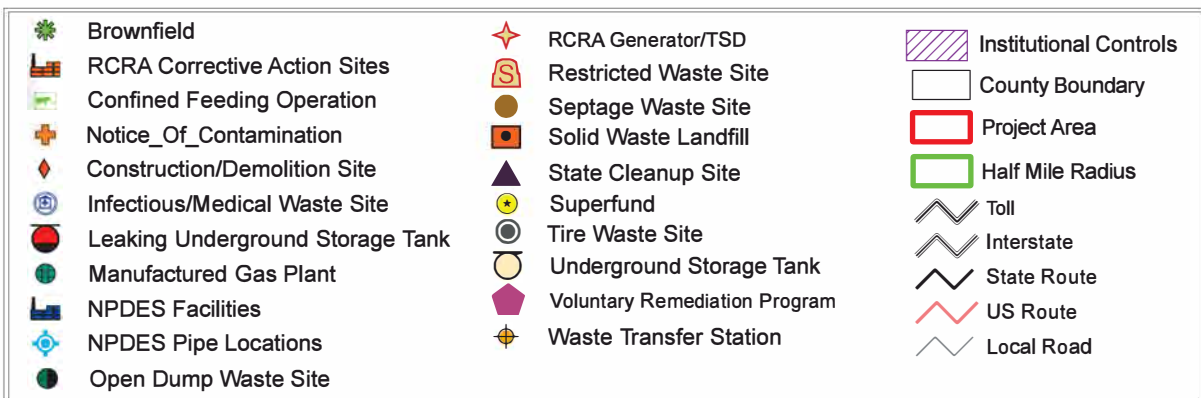 Brownfield
RCRA Corrective Action Sites
Confined Feeding Operation
Notice_Of_Contamination
Construction/Demolition Site
Infectious/Medical Waste Site
Leaking Underground Storage Tank
Manufactured Gas Plant
NPDES Facilities
NPDES Pipe Locations
Open Dump Waste Site
RCRA Generator/TSD
S Restricted Waste Site
Septage Waste Site
Solid Waste Landfill
State Cleanup Site
Superfund
Tire Waste Site
Underground Storage Tank
Voluntary Remediation Program
Waste Transfer Station
Institutional Controls
County Boundary
Project Area
Half Mile Radius
Toll
Interstate
State Route
US Route
Local Road